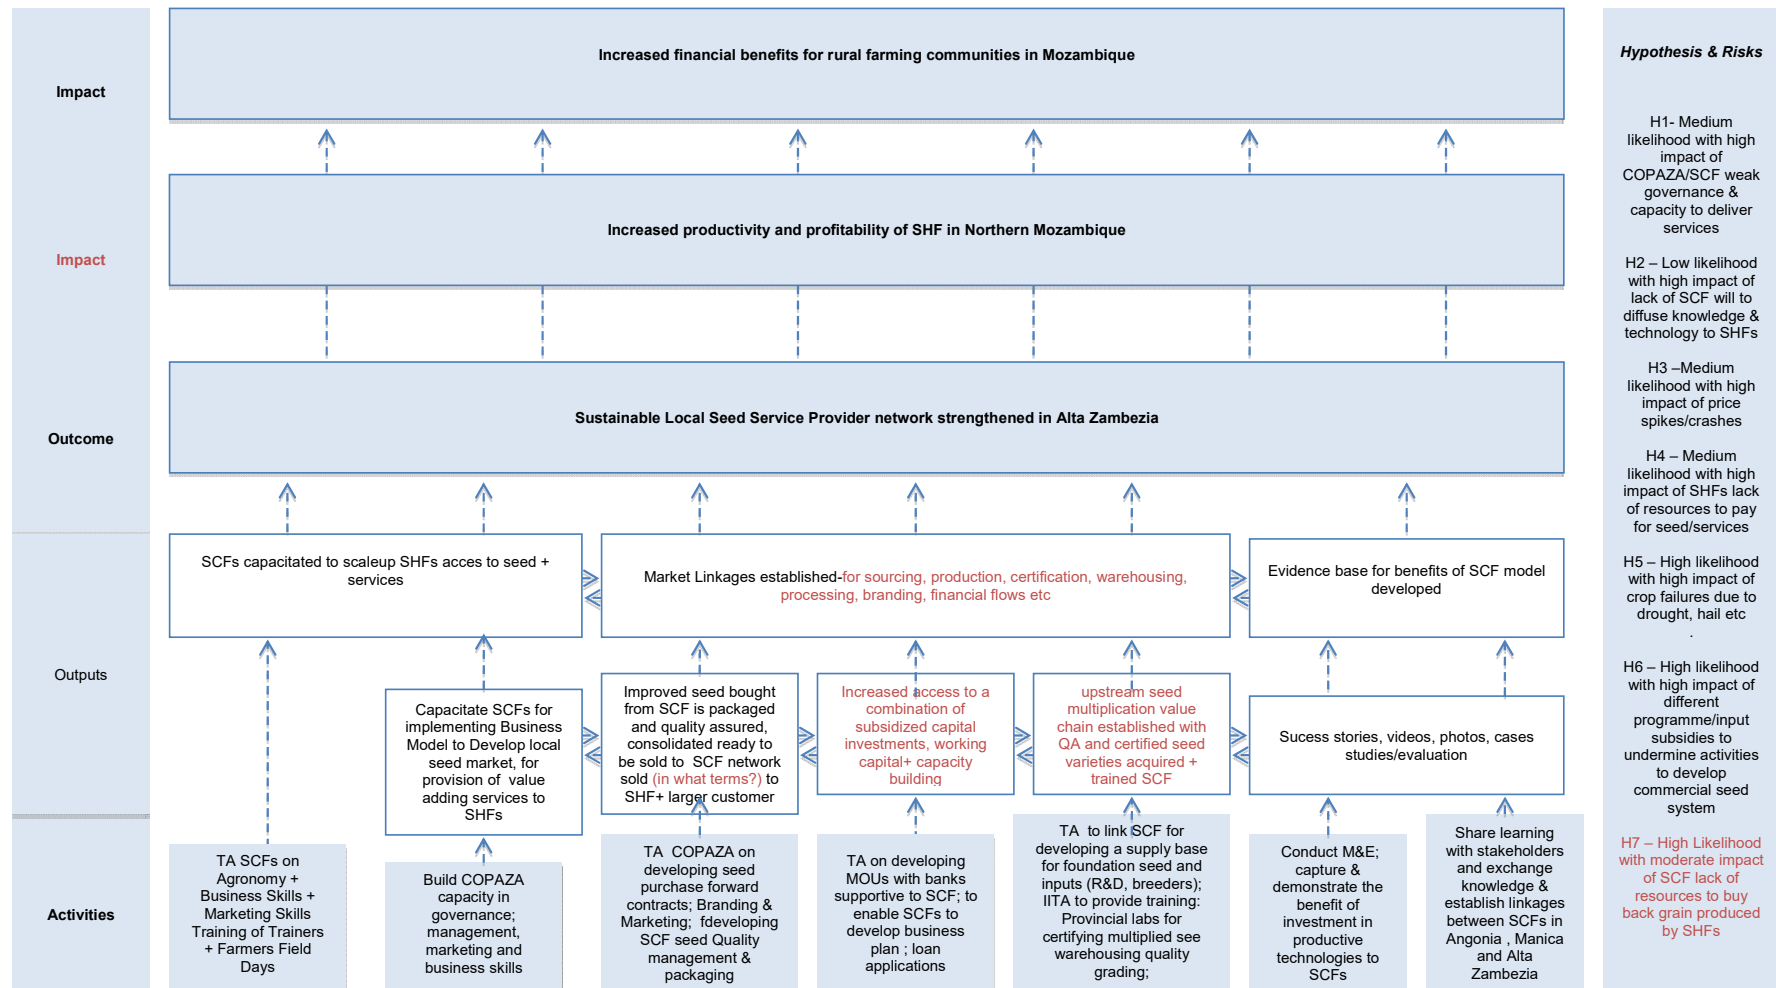 Impact
Increased financial benefits for rural farming communities in Mozambique
Impact
Increased productivity and profitability of SHF in Northern Mozambique
Outcome
Sustainable Local Seed Service Provider network strengthened in Alta Zambezia
Outputs
SCFs capacitated to scaleup SHFs acces to seed +
services
Market Linkages established-for sourcing, production, certification, warehousing,
processing, branding, financial flows etc
Evidence base for benefits of SCF model
developed
Capacitate SCFs for
implementing Business
Model to Develop local
seed market, for
provision of value
adding services to
SHFs
Improved seed bought
from SCF is packaged
and quality assured,
consolidated ready to
be sold to SCF network
sold (in what terms?) to
SHF+ larger customer
Increased access to a
combination of
subsidized capital
investments, working
capital+ capacity
building
upstream seed
multiplication value
chain established with
QA and certified seed
varieties acquired +
trained SCF
Sucess stories, videos, photos, cases
studies/evaluation
Activities
TA SCFs on
Agronomy +
Business Skills +
Marketing Skills
Training of Trainers
+ Farmers Field
Days
Build COPAZA
capacity in
governance;
management,
marketing and
business skills
TA COPAZA on
developing seed
purchase forward
contracts; Branding &
Marketing; fdeveloping
SCF seed Quality
management &
packaging
TA on developing
MOUs with banks
supportive to SCF; to
enable SCFs to
develop business
plan ; loan
applications
TA to link SCF for
developing a supply base
for foundation seed and
inputs (R&D, breeders);
IITA to provide training:
Provincial labs for
certifying multiplied see
warehousing quality
grading;
Conduct M&E;
capture &
demonstrate the
benefit of
investment in
productive
technologies to
SCFs
Share learning
with stakeholders
and exchange
knowledge &
establish linkages
between SCFs in
Angonia , Manica
and Alta
Zambezia
Hypothesis & Risks
H1- Medium
likelihood with high
impact of
COPAZA/SCF weak
governance &
capacity to deliver
services
H2 – Low likelihood
with high impact of
lack of SCF will to
diffuse knowledge &
technology to SHFs
H3 –Medium
likelihood with high
impact of price
spikes/crashes
H4 – Medium
likelihood with high
impact of SHFs lack
of resources to pay
for seed/services
H5 – High likelihood
with high impact of
crop failures due to
drought, hail etc
.
H6 – High likelihood
with high impact of
different
programme/input
subsidies to
undermine activities
to develop
commercial seed
system
H7 – High Likelihood
with moderate impact
of SCF lack of
resources to buy
back grain produced
by SHFs